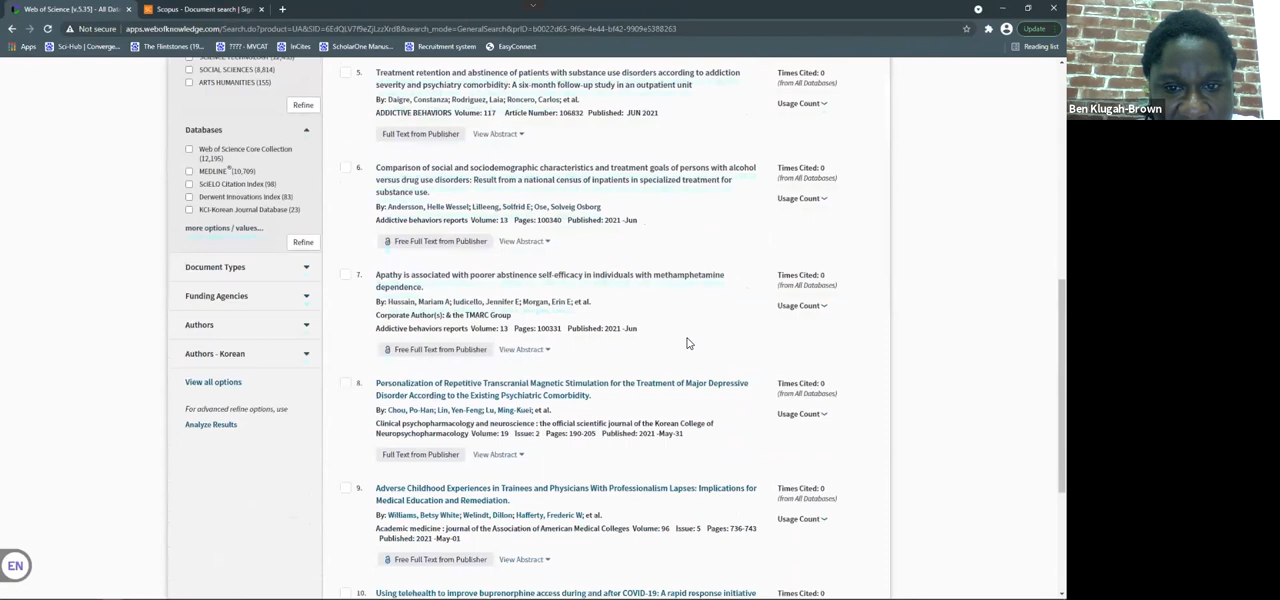 Web of Science [v.5.35] - All Da
Scopus - Document search | Sign
Update
Not secure | apps.webofknowledge.com/Search.do?product=UA&SID=6EdQLV7f9eZjLzzXrd8&search_mode=GeneralSearch&prID=b0022d65-9f6e-4e44-bf42-9909e5388263
Apps
Sci-Hub | Converge...
The Flintstones (19...
???? - MVCAT
InCites
ScholarOne Manus...
Recruitment system
EasyConnect
Reading list
Ben Klugah-Brown
SOCIAL SCIENCES (8,814)
ARTS HUMANITIES (155)
Refine
Databases
Web of Science Core Collection
(12,195)
MEDLINE® (10,709)
SciELO Citation Index (98)
Derwent Innovations Index (83)
KCI-Korean Journal Database (23)
more options / values...
Refine
Document Types
Funding Agencies
Authors
Authors - Korean
View all options
For advanced refine options, use
Analyze Results
5. Treatment retention and abstinence of patients with substance use disorders according to addiction
severity and psychiatry comorbidity: A six-month follow-up study in an outpatient unit
By: Daigre, Constanza; Rodriguez, Laia; Roncero, Carlos; et al.
ADDICTIVE BEHAVIORS Volume: 117 Article Number: 106832 Published: JUN 2021
Full Text from Publisher View Abstract
Times Cited: 0
(from All Databases)
Usage Count
6. Comparison of social and sociodemographic characteristics and treatment goals of persons with alcohol
versus drug use disorders: Result from a national census of inpatients in specialized treatment for
substance use.
By: Andersson, Helle Wessel; Lilleeng, Solfrid E; Ose, Solveig Osborg
Addictive behaviors reports Volume: 13 Pages: 100340 Published: 2021 -Jun
Free Full Text from Publisher View Abstract
Times Cited: 0
(from All Databases)
Usage Count
7. Apathy is associated with poorer abstinence self-efficacy in individuals with methamphetamine
dependence.
By: Hussain, Mariam A; Iudicello, Jennifer E; Morgan, Erin E; et al.
Corporate Author(s): & the TMARC Group
Addictive behaviors reports Volume: 13 Pages: 100331 Published: 2021 -Jun
Free Full Text from Publisher View Abstract
Times Cited: 0
(from All Databases)
Usage Count
8. Personalization of Repetitive Transcranial Magnetic Stimulation for the Treatment of Major Depressive
Disorder According to the Existing Psychiatric Comorbidity.
By: Chou, Po-Han; Lin, Yen-Feng; Lu, Ming-Kuei; et al.
Clinical psychopharmacology and neuroscience : the official scientific journal of the Korean College of
Neuropsychopharmacology Volume: 19 Issue: 2 Pages: 190-205 Published: 2021 -May-31
Full Text from Publisher View Abstract
Times Cited: 0
(from All Databases)
Usage Count
9. Adverse Childhood Experiences in Trainees and Physicians With Professionalism Lapses: Implications for
Medical Education and Remediation.
By: Williams, Betsy White; Welindt, Dillon; Hafferty, Frederic W; et al.
Academic medicine : journal of the Association of American Medical Colleges Volume: 96 Issue: 5 Pages: 736-743
Published: 2021 -May-01
Free Full Text from Publisher View Abstract
Times Cited: 0
(from All Databases)
Usage Count
10. Using telehealth to improve buprenorphine access during and after COVID-19: A rapid response initiative
Times Cited: 0
EN